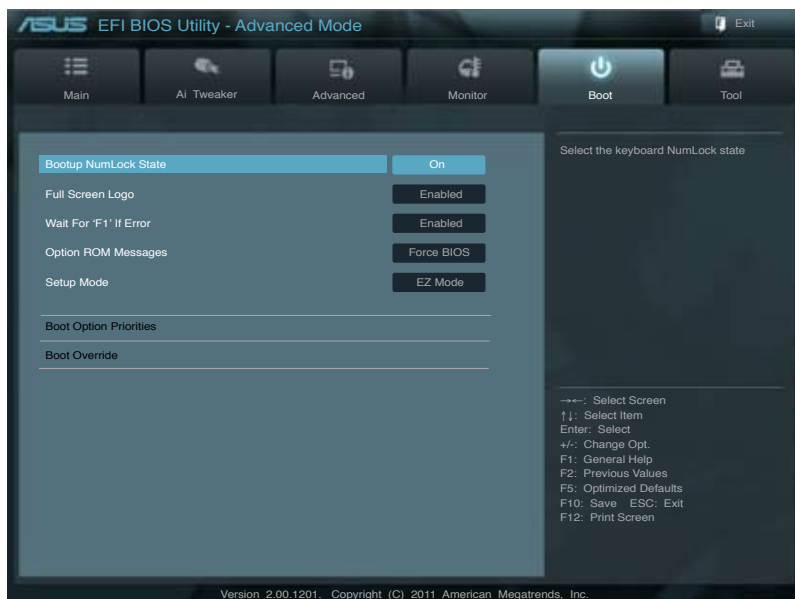 ASUS EFI BIOS Utility - Advanced Mode
Exit
Main
Ai Tweaker
Advanced
Monitor
Boot
Tool
Bootup NumLock State On
Full Screen Logo Enabled
Wait For ‘F1’ If Error Enabled
Option ROM Messages Force BIOS
Setup Mode EZ Mode
Boot Option Priorities
Boot Override
Select the keyboard NumLock state
→←: Select Screen
↑↓: Select Item
Enter: Select
+/-: Change Opt.
F1: General Help
F2: Previous Values
F5: Optimized Defaults
F10: Save ESC: Exit
F12: Print Screen
Version 2.00.1201. Copyright (C) 2011 American Megatrends, Inc.